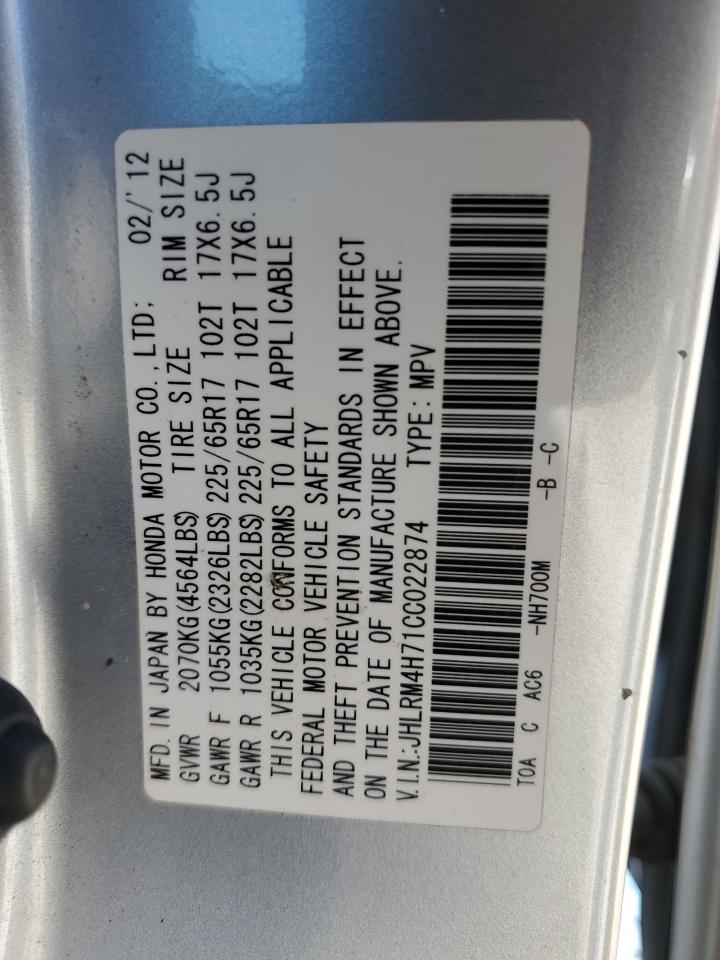 MFD. IN JAPAN BY HONDA MOTOR CO., LTD; 02/'12
GVWR 2070KG(4564LBS) TIRE SIZE RIM SIZE
GAWR F 1055KG(2326LBS) 225/65R17 102T 17X6.5J
GAWR R 1035KG(2282LBS) 225/65R17 102T 17X6.5J
THIS VEHICLE CONFORMS TO ALL APPLICABLE
FEDERAL MOTOR VEHICLE SAFETY
AND THEFT PREVENTION STANDARDS IN EFFECT
ON THE DATE OF MANUFACTURE SHOWN ABOVE.
V.I.N.:JHLRM4H71CC022874 TYPE: MPV
TOA C AC6 -NH700M -B -C